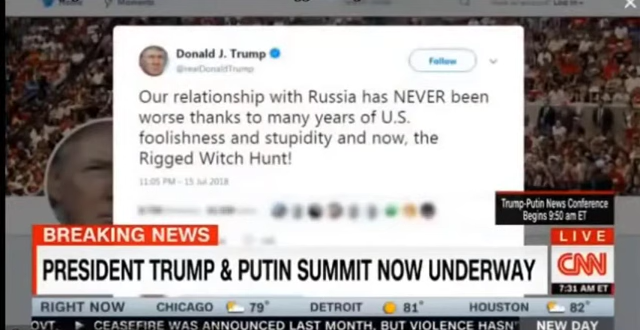 Donald J. Trump
@realDonaldTrump
Follow
Our relationship with Russia has NEVER been
worse thanks to many years of U.S.
foolishness and stupidity and now, the
Rigged Witch Hunt!
11:05 PM - 15 Jul 2018
Trump-Putin News Conference
Begins 9:50 am ET
BREAKING NEWS
LIVE
PRESIDENT TRUMP & PUTIN SUMMIT NOW UNDERWAY
CNN
7:31 AM ET
RIGHT NOW CHICAGO 79° DETROIT 81° HOUSTON 82°
OVT. CEASEFIRE WAS ANNOUNCED LAST MONTH, BUT VIOLENCE HASN NEW DAY